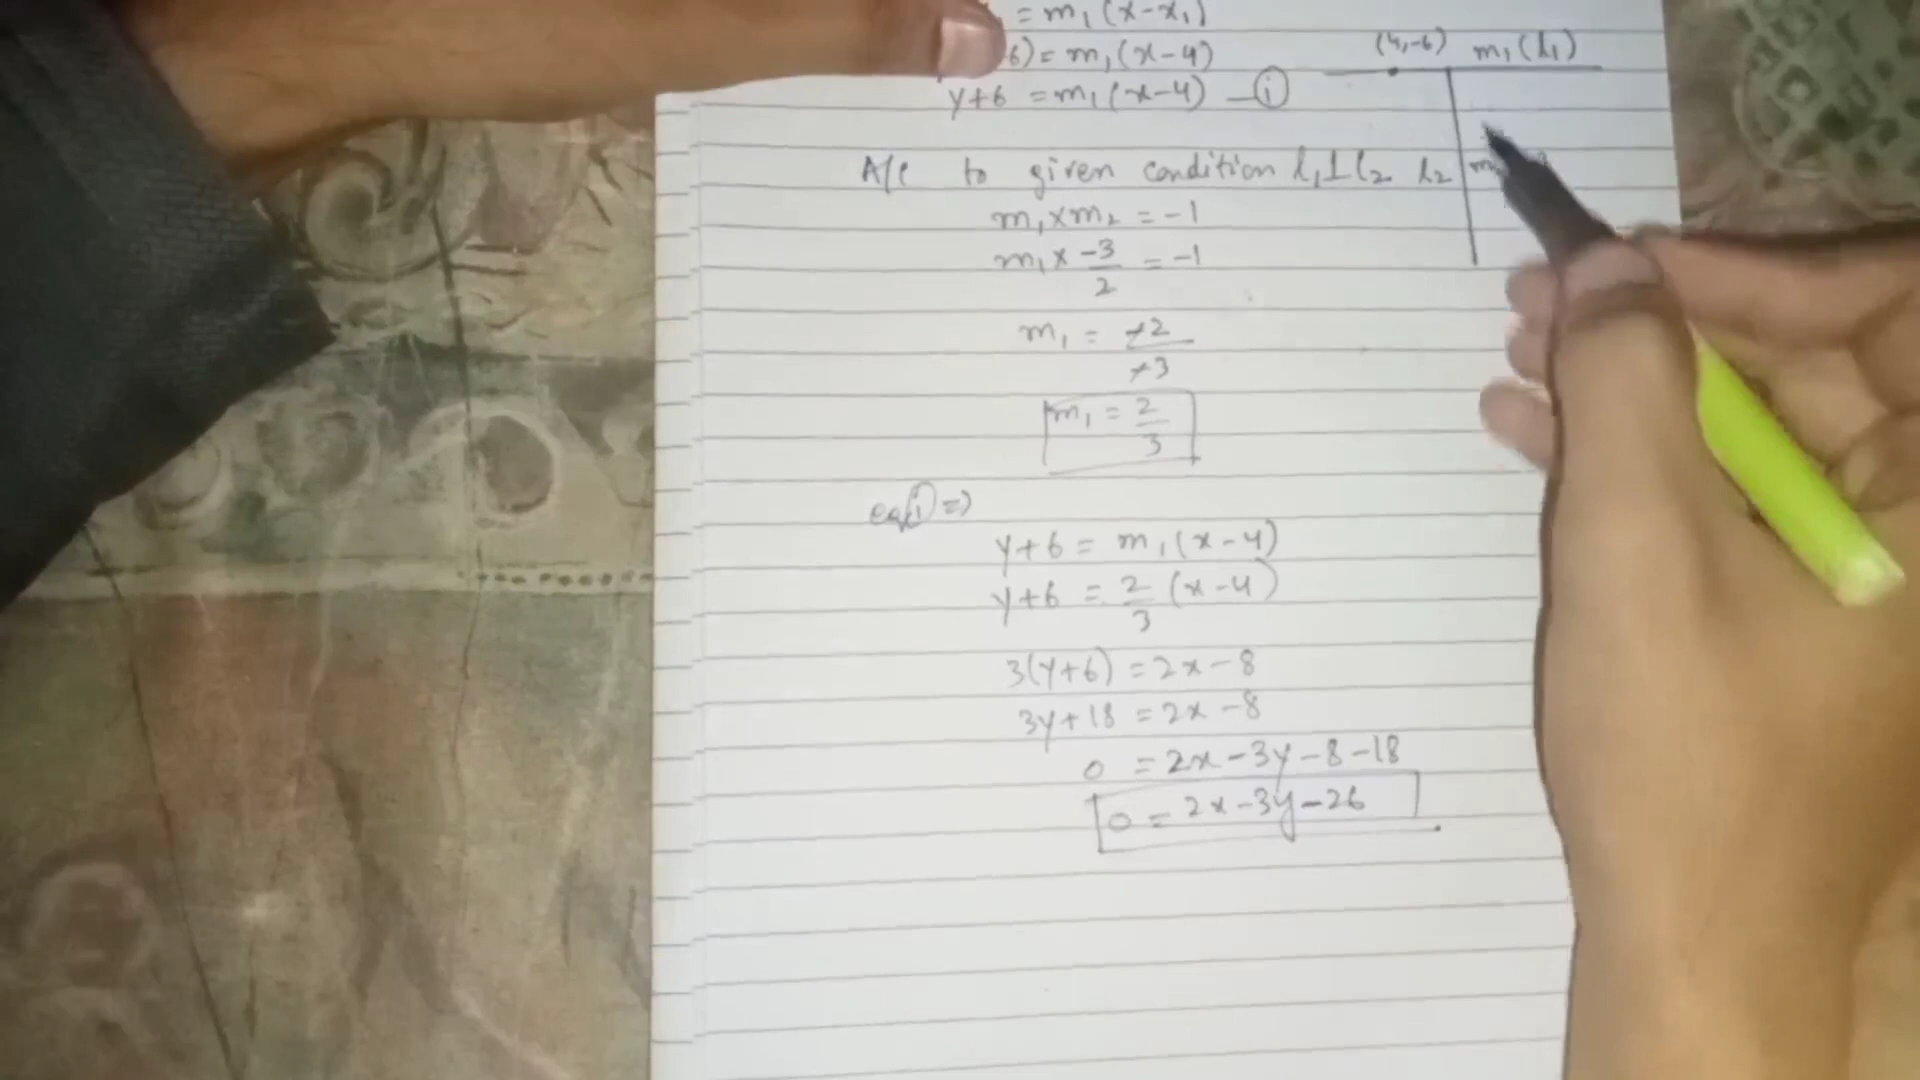 = m₁(x-x₁)
6) = m₁(x-4)
(4,-6) m₁(l₁)
y+6 = m₁(x-4) —(i)
A/c to given condition l₁⊥l₂ l₂
m₁×m₂ = -1
m₁× -3/2 = -1
m₁ = -2/-3
m₁ = 2/3
eq(i) =>
y+6 = m₁(x-4)
y+6 = 2/3 (x-4)
3(y+6) = 2x-8
3y+18 = 2x-8
0 = 2x-3y-8-18
0 = 2x-3y-26